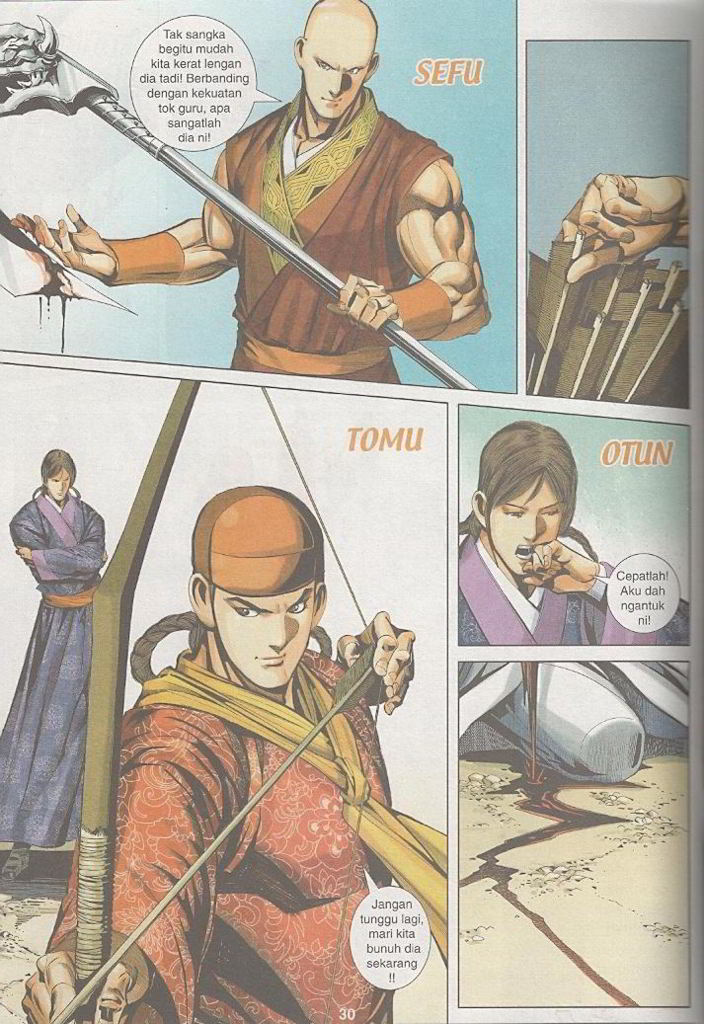 Tak sangka
begitu mudah
kita kerat lengan
dia tadi! Berbanding
dengan kekuatan
tok guru, apa
sangatlah
dia ni!
SEFU
TOMU
OTUN
Cepatlah!
Aku dah
ngantuk
ni!
Jangan
tunggu lagi,
mari kita
bunuh dia
sekarang
!!
30